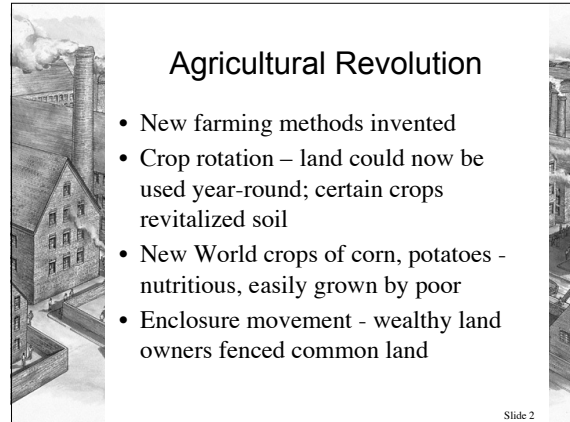 Agricultural Revolution
• New farming methods invented
• Crop rotation – land could now be
used year-round; certain crops
revitalized soil
• New World crops of corn, potatoes -
nutritious, easily grown by poor
• Enclosure movement - wealthy land
owners fenced common land
Slide 2